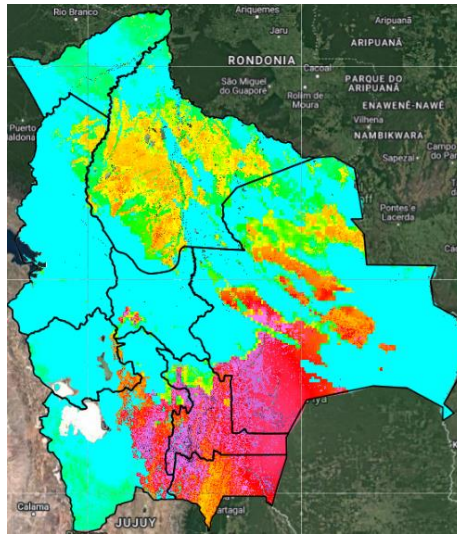 Rio Branco
Ariquemes
Jaru
Aripuanã
ARIPUANÃ
RONDONIA
Cacoal
São Miguel
do Guaporé
Rolim de
Moura
PARQUE DO
ARIPUANÃ
ENAWENÊ-NAWÊ
Vilhena
NAMBIKWARA
Puerto
Sapezal
Pontes e
Lacerda
Calama
JUJUY